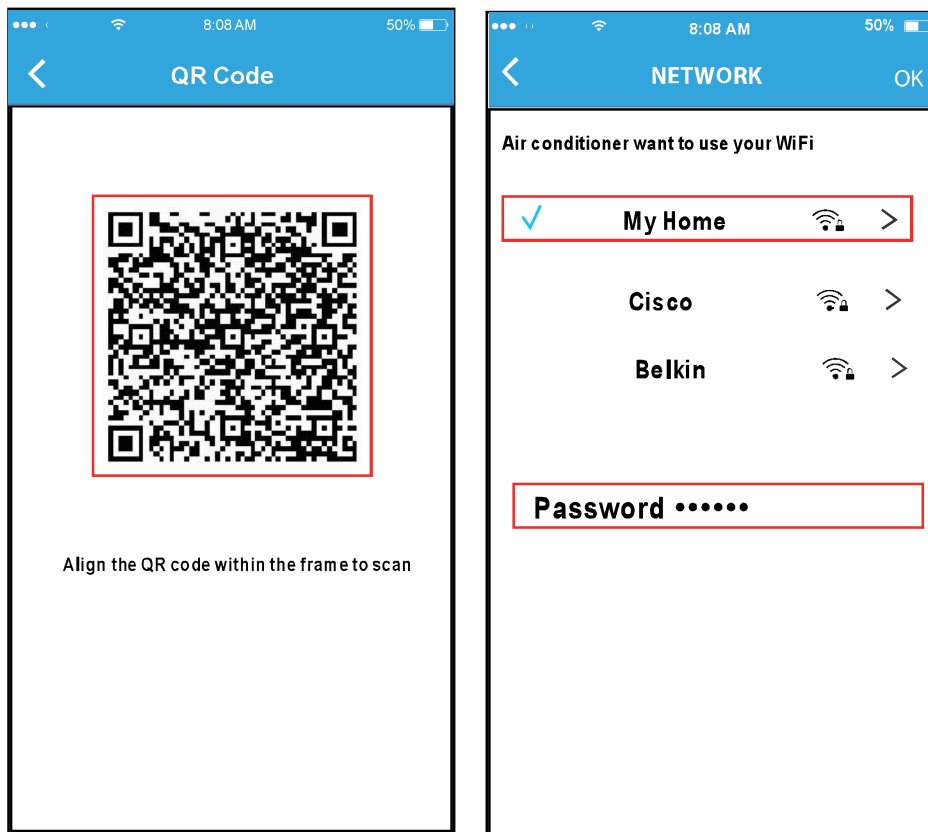 8:08 AM
50%
QR Code
Align the QR code within the frame to scan
8:08 AM
50%
NETWORK
OK
Air conditioner want to use your WiFi
My Home
Cisco
Belkin
Password ••••••